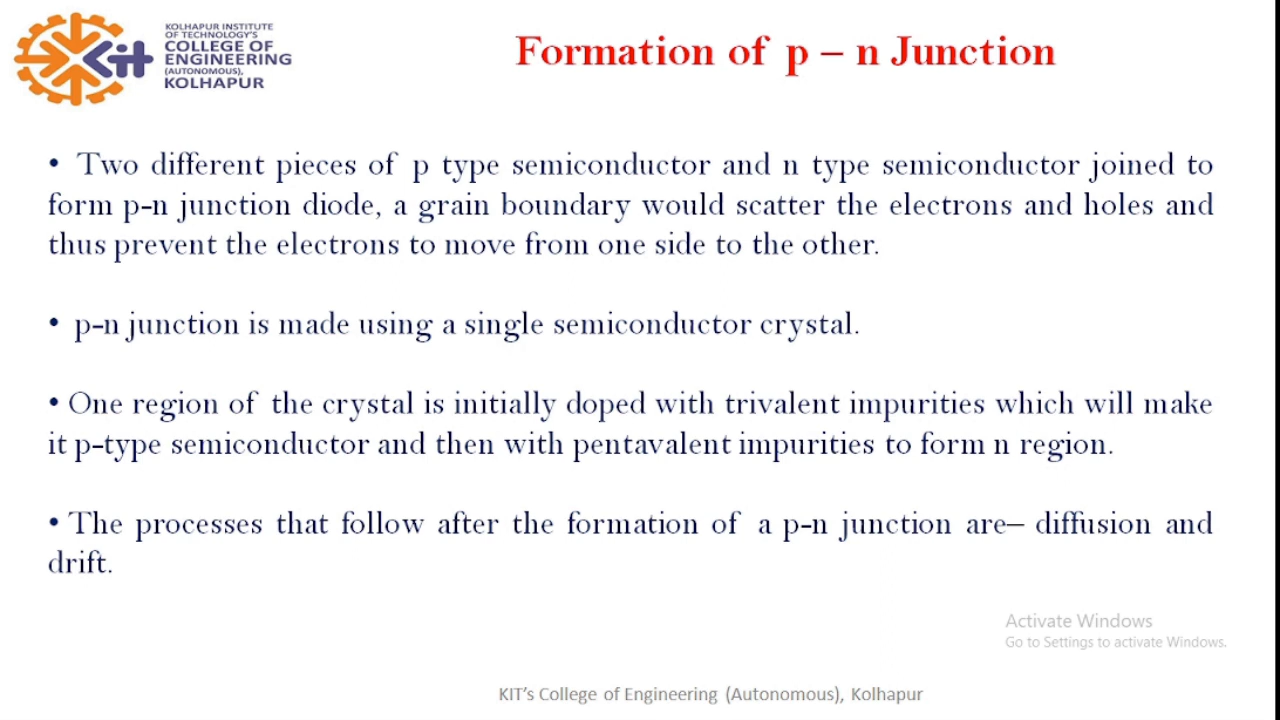 KOLHAPUR INSTITUTE
OF TECHNOLOGY'S
COLLEGE OF
ENGINEERING
(AUTONOMOUS),
KOLHAPUR
kit
Formation of p – n Junction
• Two different pieces of p type semiconductor and n type semiconductor joined to
form p-n junction diode, a grain boundary would scatter the electrons and holes and
thus prevent the electrons to move from one side to the other.
• p-n junction is made using a single semiconductor crystal.
• One region of the crystal is initially doped with trivalent impurities which will make
it p-type semiconductor and then with pentavalent impurities to form n region.
• The processes that follow after the formation of a p-n junction are– diffusion and
drift.
Activate Windows
Go to Settings to activate Windows.
KIT's College of Engineering (Autonomous), Kolhapur